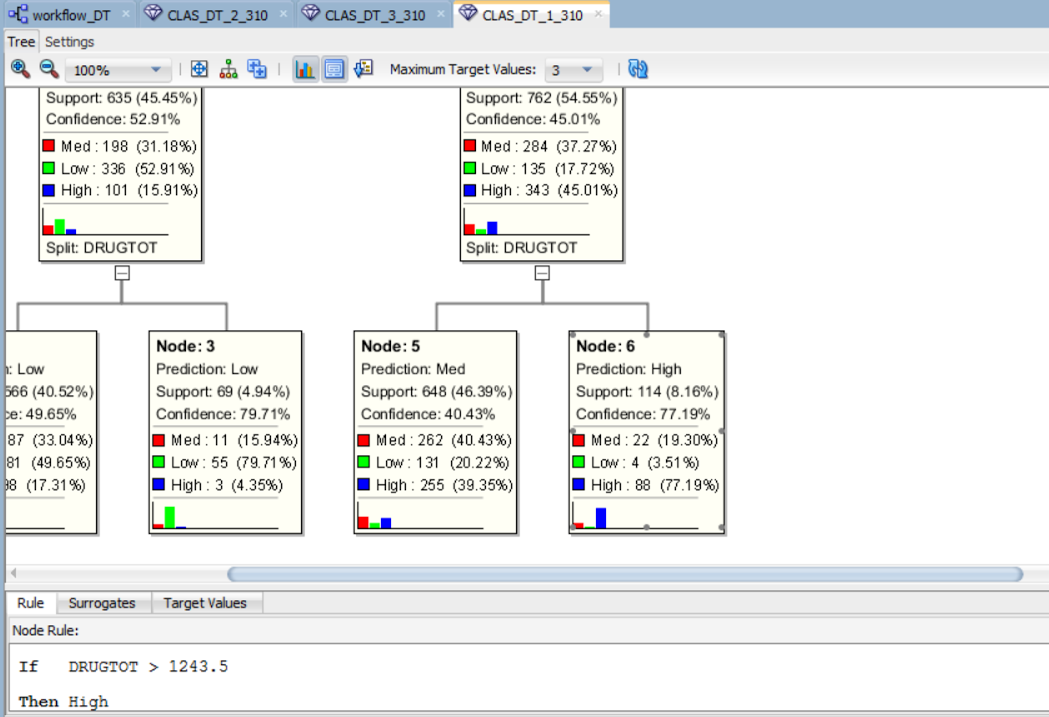 workflow_DT CLAS_DT_2_310 CLAS_DT_3_310 CLAS_DT_1_310
Tree Settings
100% Maximum Target Values: 3
Support: 635 (45.45%)
Confidence: 52.91%
Med : 198 (31.18%)
Low : 336 (52.91%)
High : 101 (15.91%)
Split: DRUGTOT
Support: 762 (54.55%)
Confidence: 45.01%
Med : 284 (37.27%)
Low : 135 (17.72%)
High : 343 (45.01%)
Split: DRUGTOT
: Low
566 (40.52%)
ce: 49.65%
87 (33.04%)
81 (49.65%)
98 (17.31%)
Node: 3
Prediction: Low
Support: 69 (4.94%)
Confidence: 79.71%
Med : 11 (15.94%)
Low : 55 (79.71%)
High : 3 (4.35%)
Node: 5
Prediction: Med
Support: 648 (46.39%)
Confidence: 40.43%
Med : 262 (40.43%)
Low : 131 (20.22%)
High : 255 (39.35%)
Node: 6
Prediction: High
Support: 114 (8.16%)
Confidence: 77.19%
Med : 22 (19.30%)
Low : 4 (3.51%)
High : 88 (77.19%)
Rule Surrogates Target Values
Node Rule:
If DRUGTOT > 1243.5
Then High